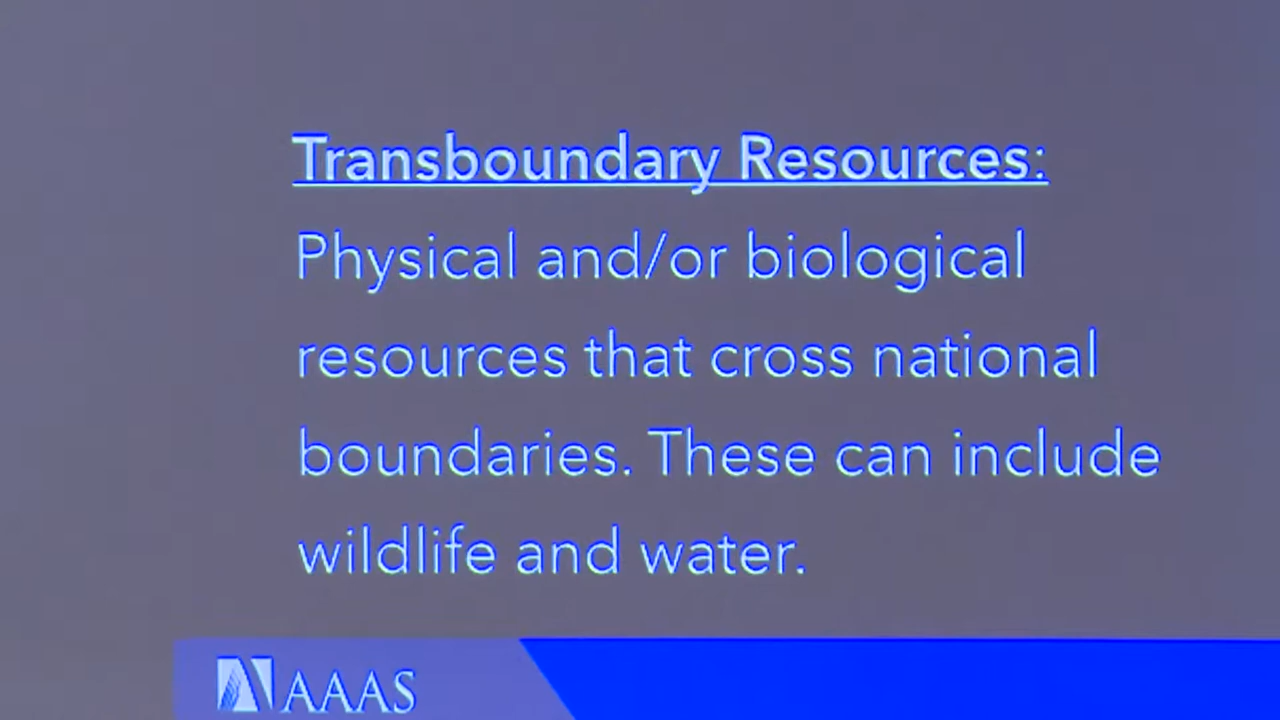 Transboundary Resources:
Physical and/or biological
resources that cross national
boundaries. These can include
wildlife and water.
AAAS